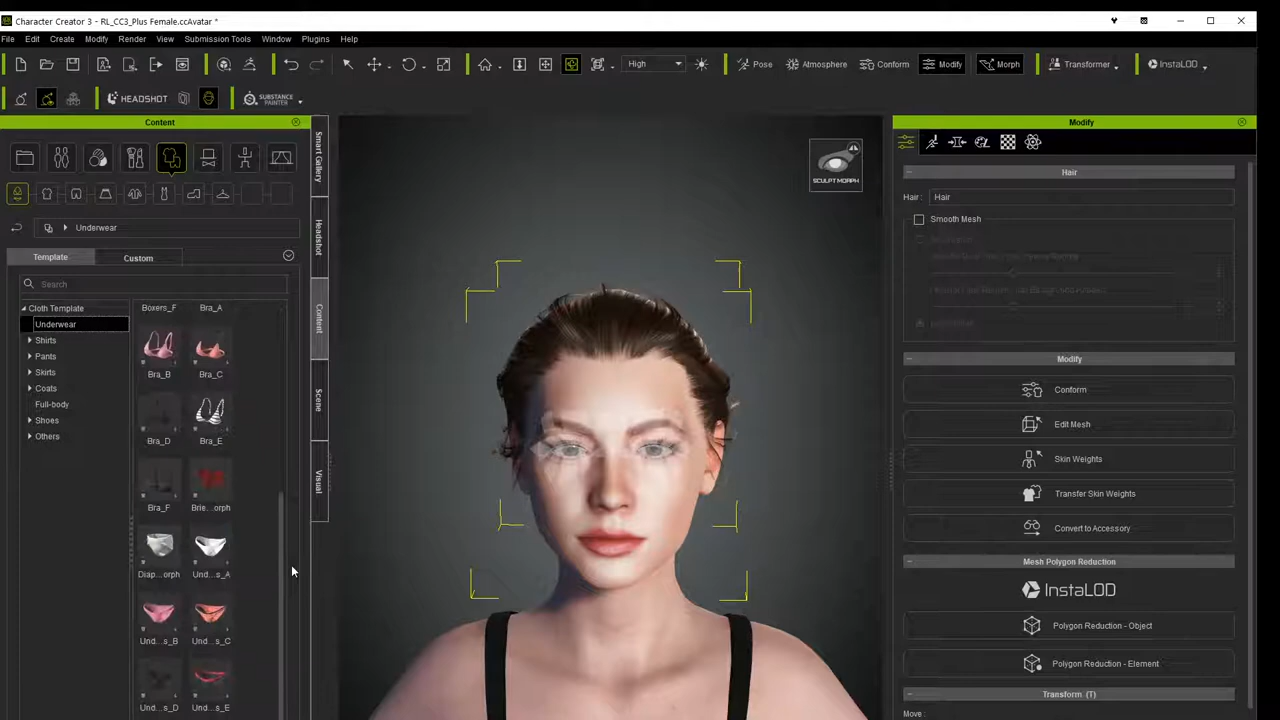 Character Creator 3 - RL_CC3_Plus Female.ccAvatar *
File Edit Create Modify Render View Submission Tools Window Plugins Help
High Pose Atmosphere Conform Modify Morph Transformer InstaLOD
HEADSHOT SUBSTANCE PAINTER
Content
Modify
Smart Gallery
Headshot
Content
Scene
Visual
Underwear
Template Custom
Search
Cloth Template
Underwear
Shirts
Pants
Skirts
Coats
Full-body
Shoes
Others
Boxers_F Bra_A
Bra_B Bra_C
Bra_D Bra_E
Bra_F Brie...orph
Diap...orph Und...s_A
Und...s_B Und...s_C
Und...s_D Und...s_E
SCULPT MORPH
Hair
Hair : Hair
Smooth Mesh
Modify
Conform
Edit Mesh
Skin Weights
Transfer Skin Weights
Convert to Accessory
Mesh Polygon Reduction
InstaLOD
Polygon Reduction - Object
Polygon Reduction - Element
Transform (T)
Move :